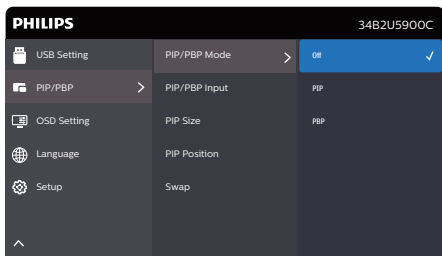 PHILIPS
34B2U5900C
USB Setting
PIP/PBP
OSD Setting
Language
Setup
PIP/PBP Mode
PIP/PBP Input
PIP Size
PIP Position
Swap
Off
PIP
PBP